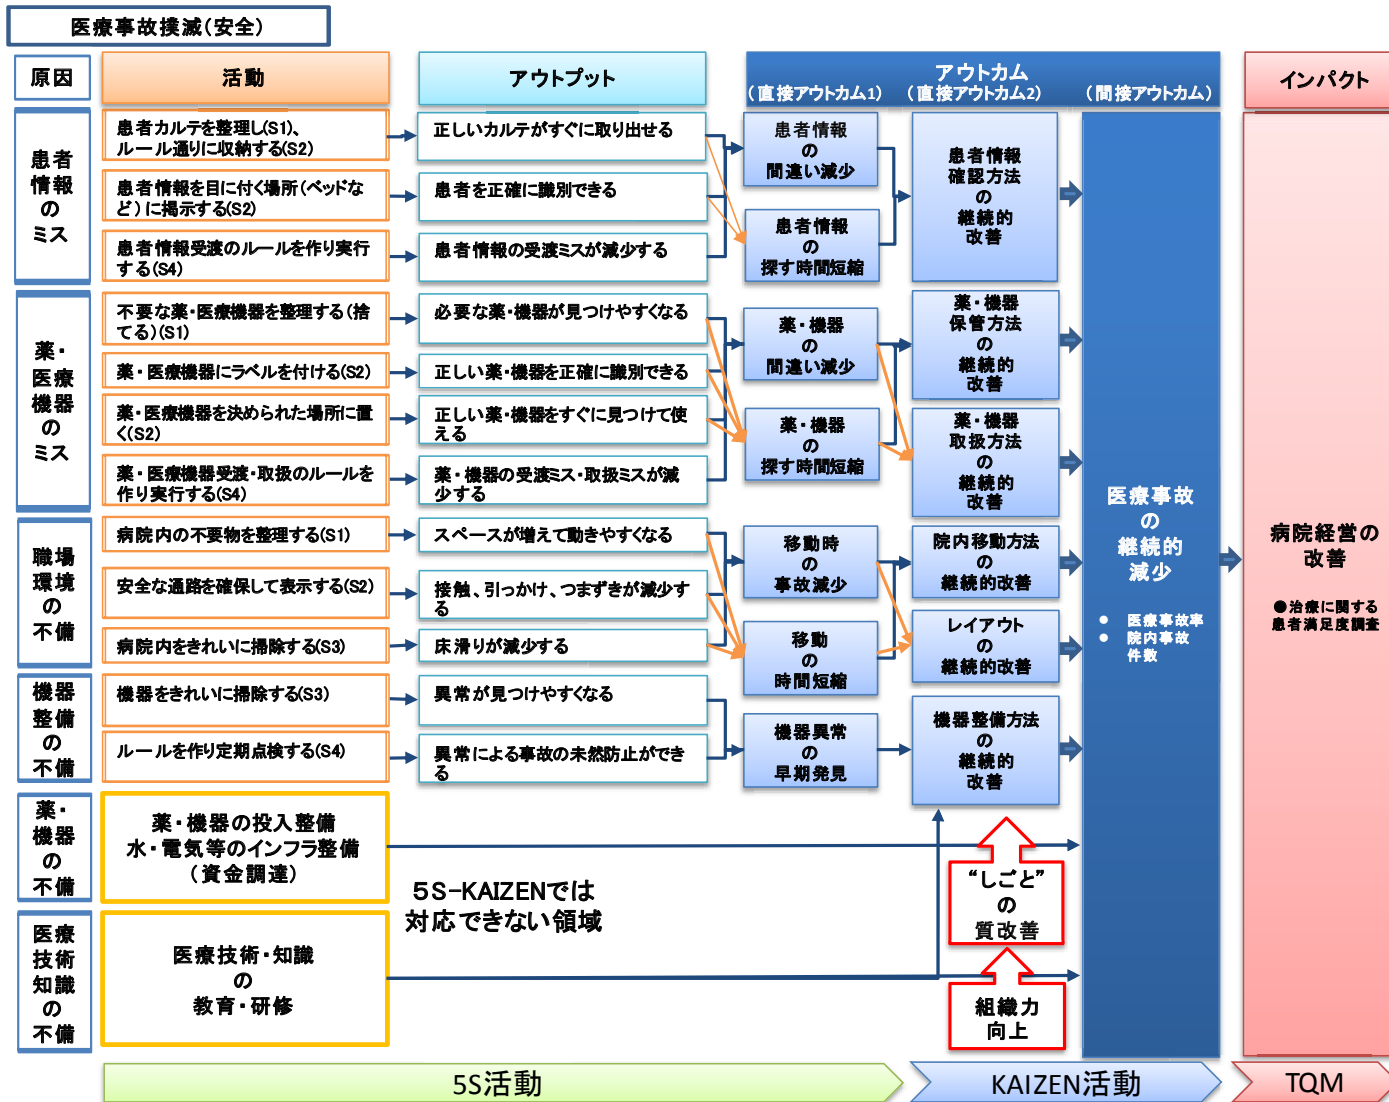 医療事故撲滅(安全)
原因
活動
アウトプット
アウトカム
(直接アウトカム1)
(直接アウトカム2)
(間接アウトカム)
インパクト
患者
情報
の
ミス
患者カルテを整理し(S1)、
ルール通りに収納する(S2)
正しいカルテがすぐに取り出せる
患者情報を目に付く場所(ベッドな
ど)に掲示する(S2)
患者を正確に識別できる
患者情報受渡のルールを作り実行
する(S4)
患者情報の受渡ミスが減少する
患者情報
の
間違い減少
患者情報
の
探す時間短縮
患者情報
確認方法
の
継続的
改善
薬・
医療
機器
の
ミス
不要な薬・医療機器を整理する(捨
てる)(S1)
必要な薬・機器が見つけやすくなる
薬・医療機器にラベルを付ける(S2)
正しい薬・機器を正確に識別できる
薬・医療機器を決められた場所に置
く(S2)
正しい薬・機器をすぐに見つけて使
える
薬・医療機器受渡・取扱のルールを
作り実行する(S4)
薬・機器の受渡ミス・取扱ミスが減
少する
薬・機器
の
間違い減少
薬・機器
の
探す時間短縮
薬・機器
保管方法
の
継続的
改善
薬・機器
取扱方法
の
継続的
改善
職場
環境
の
不備
病院内の不要物を整理する(S1)
スペースが増えて動きやすくなる
安全な通路を確保して表示する(S2)
接触、引っかけ、つまずきが減少す
る
病院内をきれいに掃除する(S3)
床滑りが減少する
移動時
の
事故減少
移動
の
時間短縮
院内移動方法
の
継続的改善
レイアウト
の
継続的改善
機器
整備
の
不備
機器をきれいに掃除する(S3)
異常が見つけやすくなる
ルールを作り定期点検する(S4)
異常による事故の未然防止ができ
る
機器異常
の
早期発見
機器整備方法
の
継続的
改善
医療事故
の
継続的
減少
● 医療事故率
● 院内事故
件数
病院経営の
改善
●治療に関する
患者満足度調査
薬・
機器
の
不備
薬・機器の投入整備
水・電気等のインフラ整備
(資金調達)
5S-KAIZENでは
対応できない領域
“しごと”
の
質改善
医療
技術
知識
の
不備
医療技術・知識
の
教育・研修
組織力
向上
5S活動
KAIZEN活動
TQM